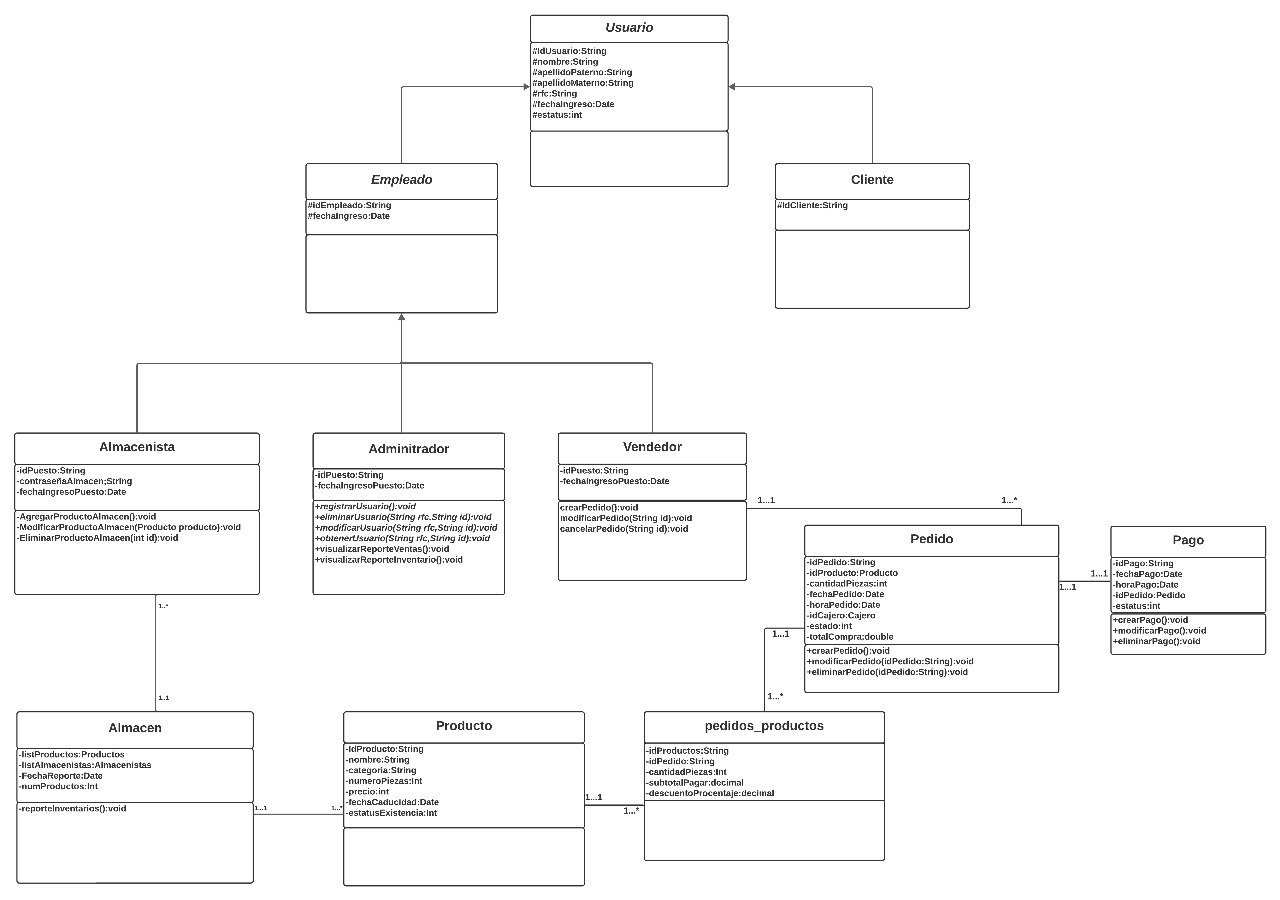 Usuario
#IdUsuario:String
#nombre:String
#apellidoPaterno:String
#apellidoMaterno:String
#rfc:String
#fechaIngreso:Date
#estatus:int
Empleado
#idEmpleado:String
#fechaIngreso:Date
Cliente
#IdCliente:String
Almacenista
-idPuesto:String
-contraseñaAlmacen;String
-fechaIngresoPuesto:Date
-AgregarProductoAlmacen():void
-ModificarProductoAlmacen(Producto producto):void
-EliminarProductoAlmacen(int id):void
Adminitrador
-idPuesto:String
-fechaIngresoPuesto:Date
+registrarUsuario():void
+eliminarUsuario(String rfc,String id):void
+modificarUsuario(String rfc,String id):void
+obtenerUsuario(String rfc,String id):void
+visualizarReporteVentas():void
+visualizarReporteInventario():void
Vendedor
-idPuesto:String
-fechaIngresoPuesto:Date
crearPedido():void
modificarPedido(String id):void
cancelarPedido(String id):void
1...1
1...*
Pedido
-idPedido:String
-idProducto:Producto
-cantidadPiezas:int
-fechaPedido:Date
-horaPedido:Date
-idCajero:Cajero
-estado:int
-totalCompra:double
+crearPedido():void
+modificarPedido(idPedido:String):void
+eliminarPedido(idPedido:String):void
1...1
1...1
Pago
-idPago:String
-fechaPago:Date
-horaPago:Date
-idPedido:Pedido
-estatus:int
+crearPago():void
+modificarPago():void
+eliminarPago():void
1...1
1...*
1..*
1..1
Almacen
-listProductos:Productos
-listAlmacenistas:Almacenistas
-FechaReporte:Date
-numProductos:Int
-reporteInventarios():void
1...1
1...*
Producto
-IdProducto:String
-nombre:String
-categoria:String
-numeroPiezas:Int
-precio:int
-fechaCaducidad:Date
-estatusExistencia:Int
1...1
1...*
pedidos_productos
-idProductos;String
-idPedido:String
-cantidadPiezas:Int
-subtotalPagar:decimal
-descuentoProcentaje:decimal